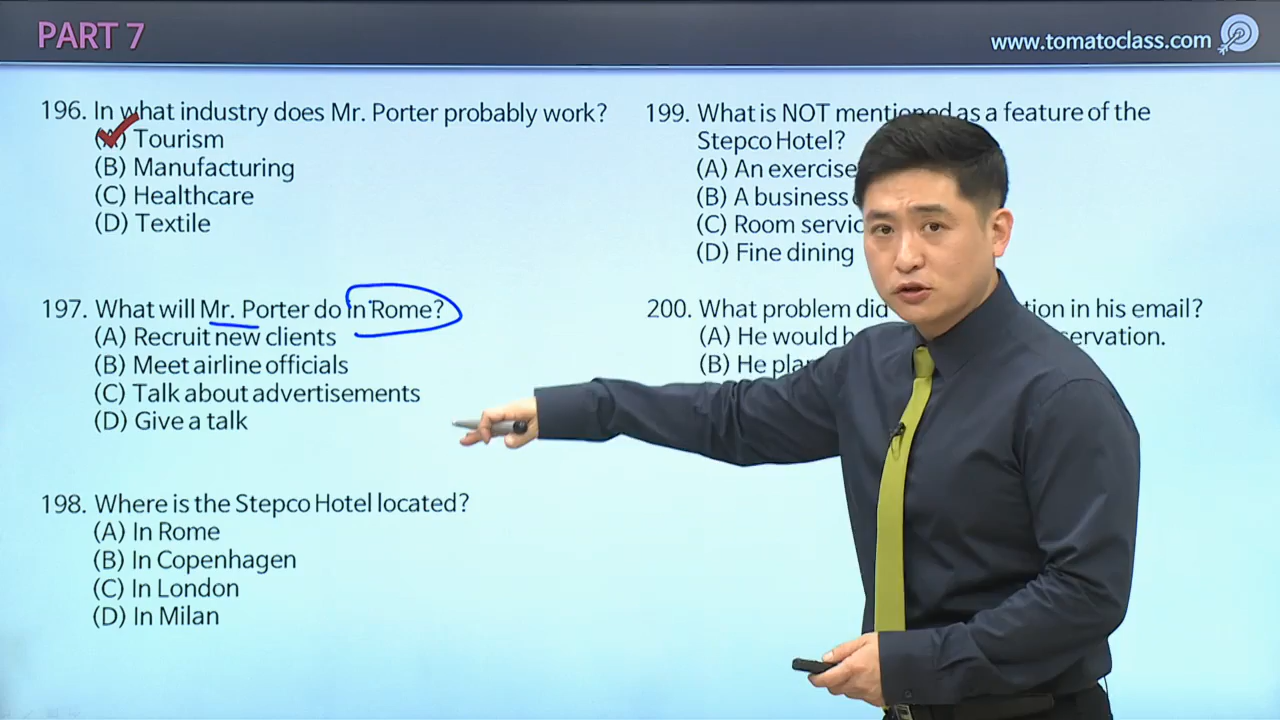 PART 7
www.tomatoclass.com
196. In what industry does Mr. Porter probably work?
(A) Tourism
(B) Manufacturing
(C) Healthcare
(D) Textile
197. What will Mr. Porter do in Rome?
(A) Recruit new clients
(B) Meet airline officials
(C) Talk about advertisements
(D) Give a talk
198. Where is the Stepco Hotel located?
(A) In Rome
(B) In Copenhagen
(C) In London
(D) In Milan
199. What is NOT mentioned as a feature of the
Stepco Hotel?
(A) An exercise
(B) A business
(C) Room
(D) Fine dining
200. What problem did in his email?
(A) He would
(B) He